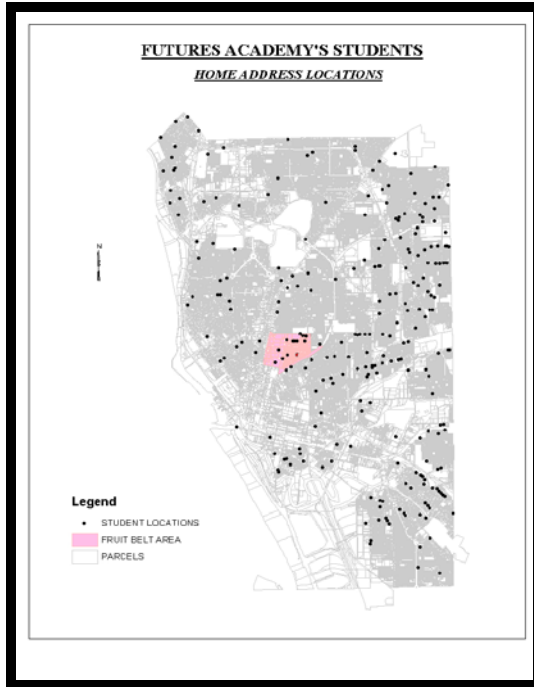 FUTURES ACADEMY'S STUDENTS
HOME ADDRESS LOCATIONS
N
Legend
STUDENT LOCATIONS
FRUIT BELT AREA
PARCELS